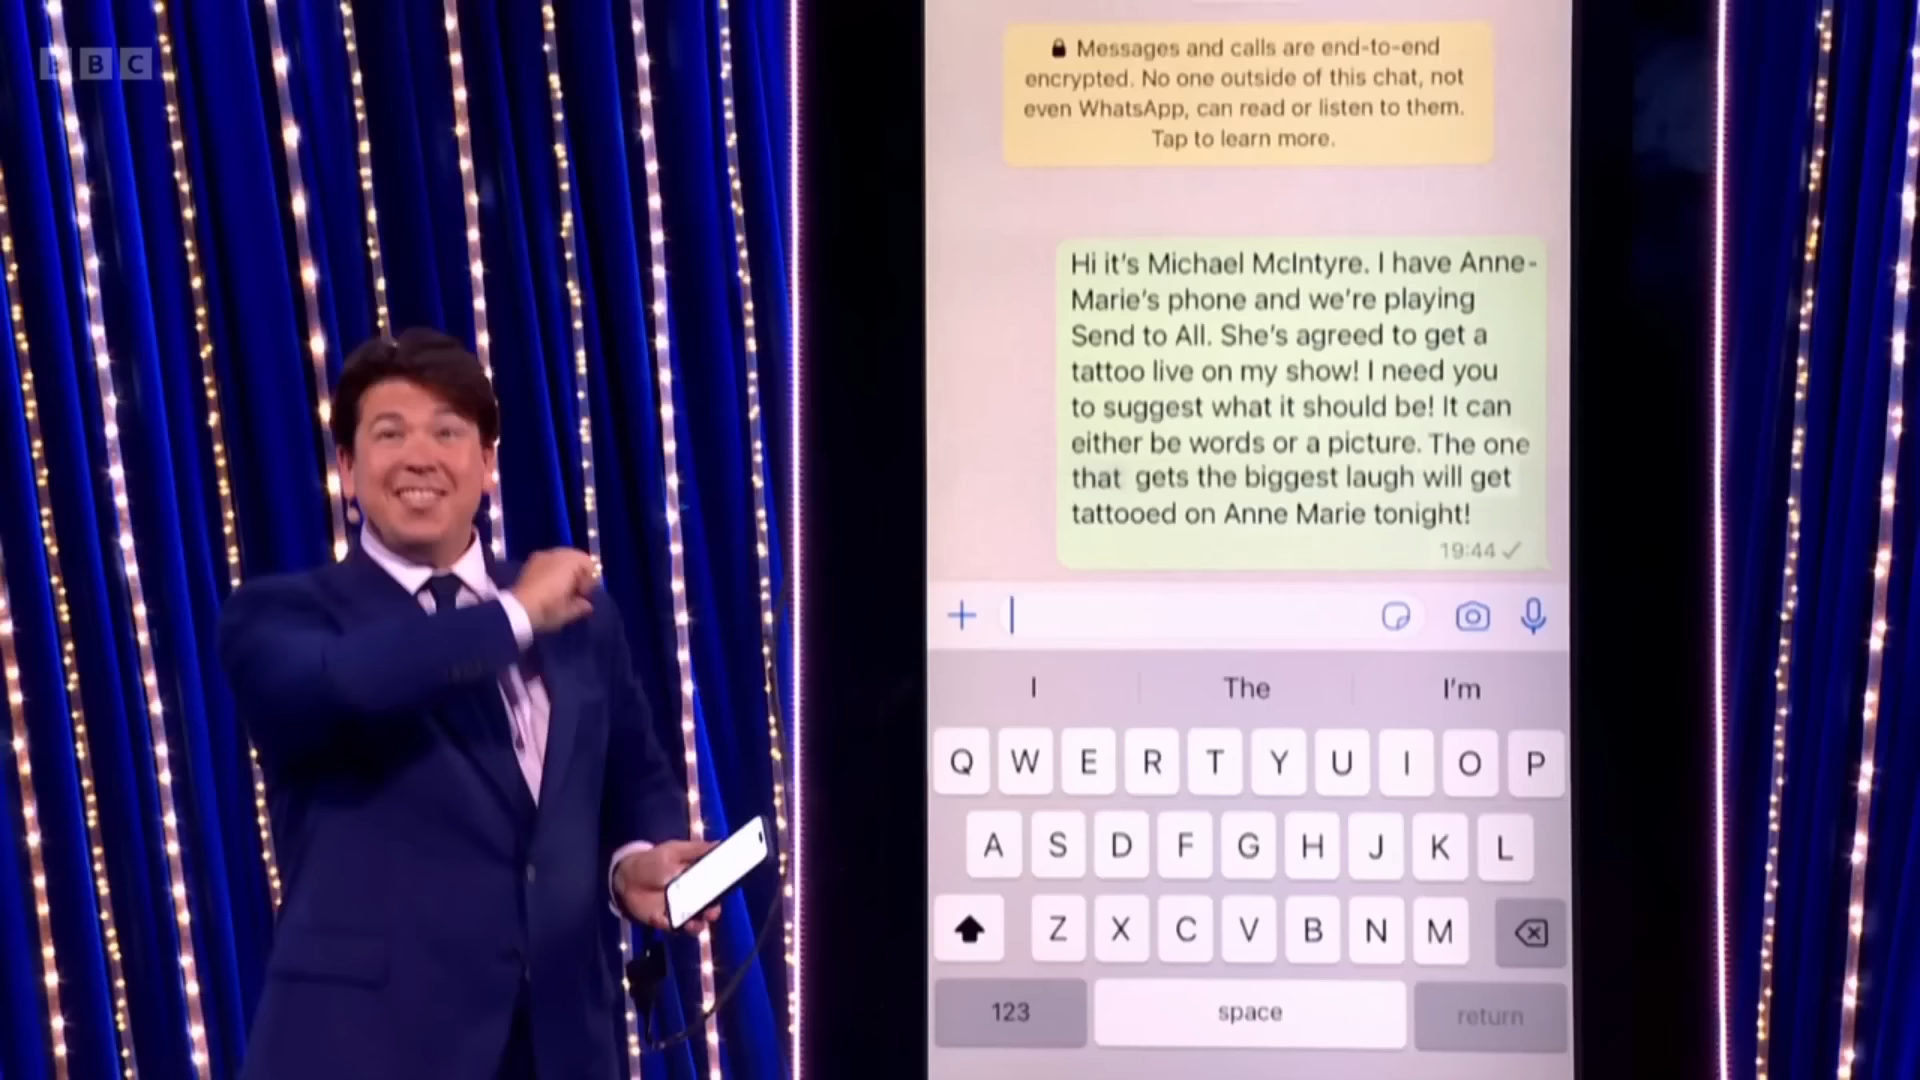 BBC
🔒 Messages and calls are end-to-end
encrypted. No one outside of this chat, not
even WhatsApp, can read or listen to them.
Tap to learn more.
Hi it's Michael McIntyre. I have Anne-
Marie's phone and we're playing
Send to All. She's agreed to get a
tattoo live on my show! I need you
to suggest what it should be! It can
either be words or a picture. The one
that gets the biggest laugh will get
tattooed on Anne Marie tonight!
19:44
I The I'm
Q W E R T Y U I O P
A S D F G H J K L
Z X C V B N M
123 space return